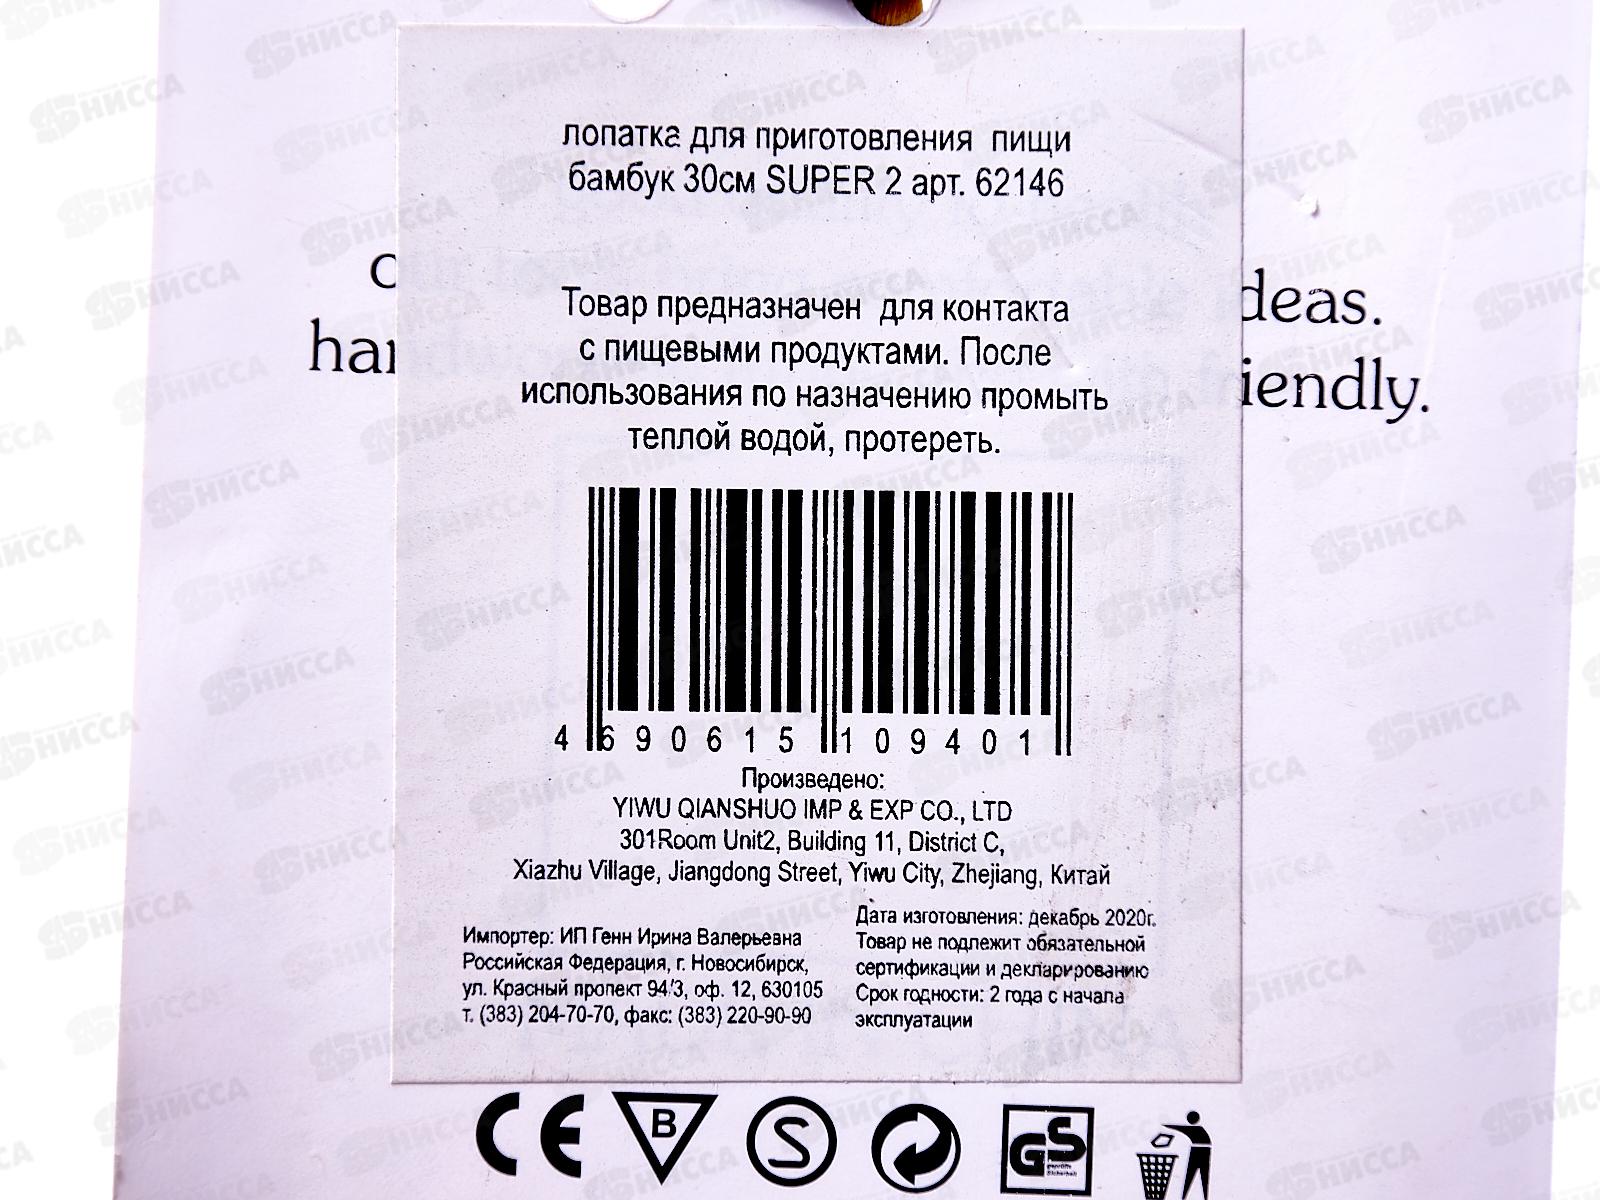 лопатка для приготовления пищи
бамбук 30см SUPER 2 арт. 62146
deas.
iendly.
Товар предназначен для контакта
с пищевыми продуктами. После
использования по назначению промыть
теплой водой, протереть.
4 690615 109401
Произведено:
YIWU QIANSHUO IMP & EXP CO., LTD
301Room Unit2, Building 11, District C,
Xiazhu Village, Jiangdong Street, Yiwu City, Zhejiang, Китай
Импортер: ИП Генн Ирина Валерьевна
Российская Федерация, г. Новосибирск,
ул. Красный пропект 94/3, оф. 12, 630105
т. (383) 204-70-70, факс: (383) 220-90-90
Дата изготовления: декабрь 2020г.
Товар не подлежит обязательной
сертификации и декларированию
Срок годности: 2 года с начала
эксплуатации
CE B S GS geprüfte Sicherheit
НИССА